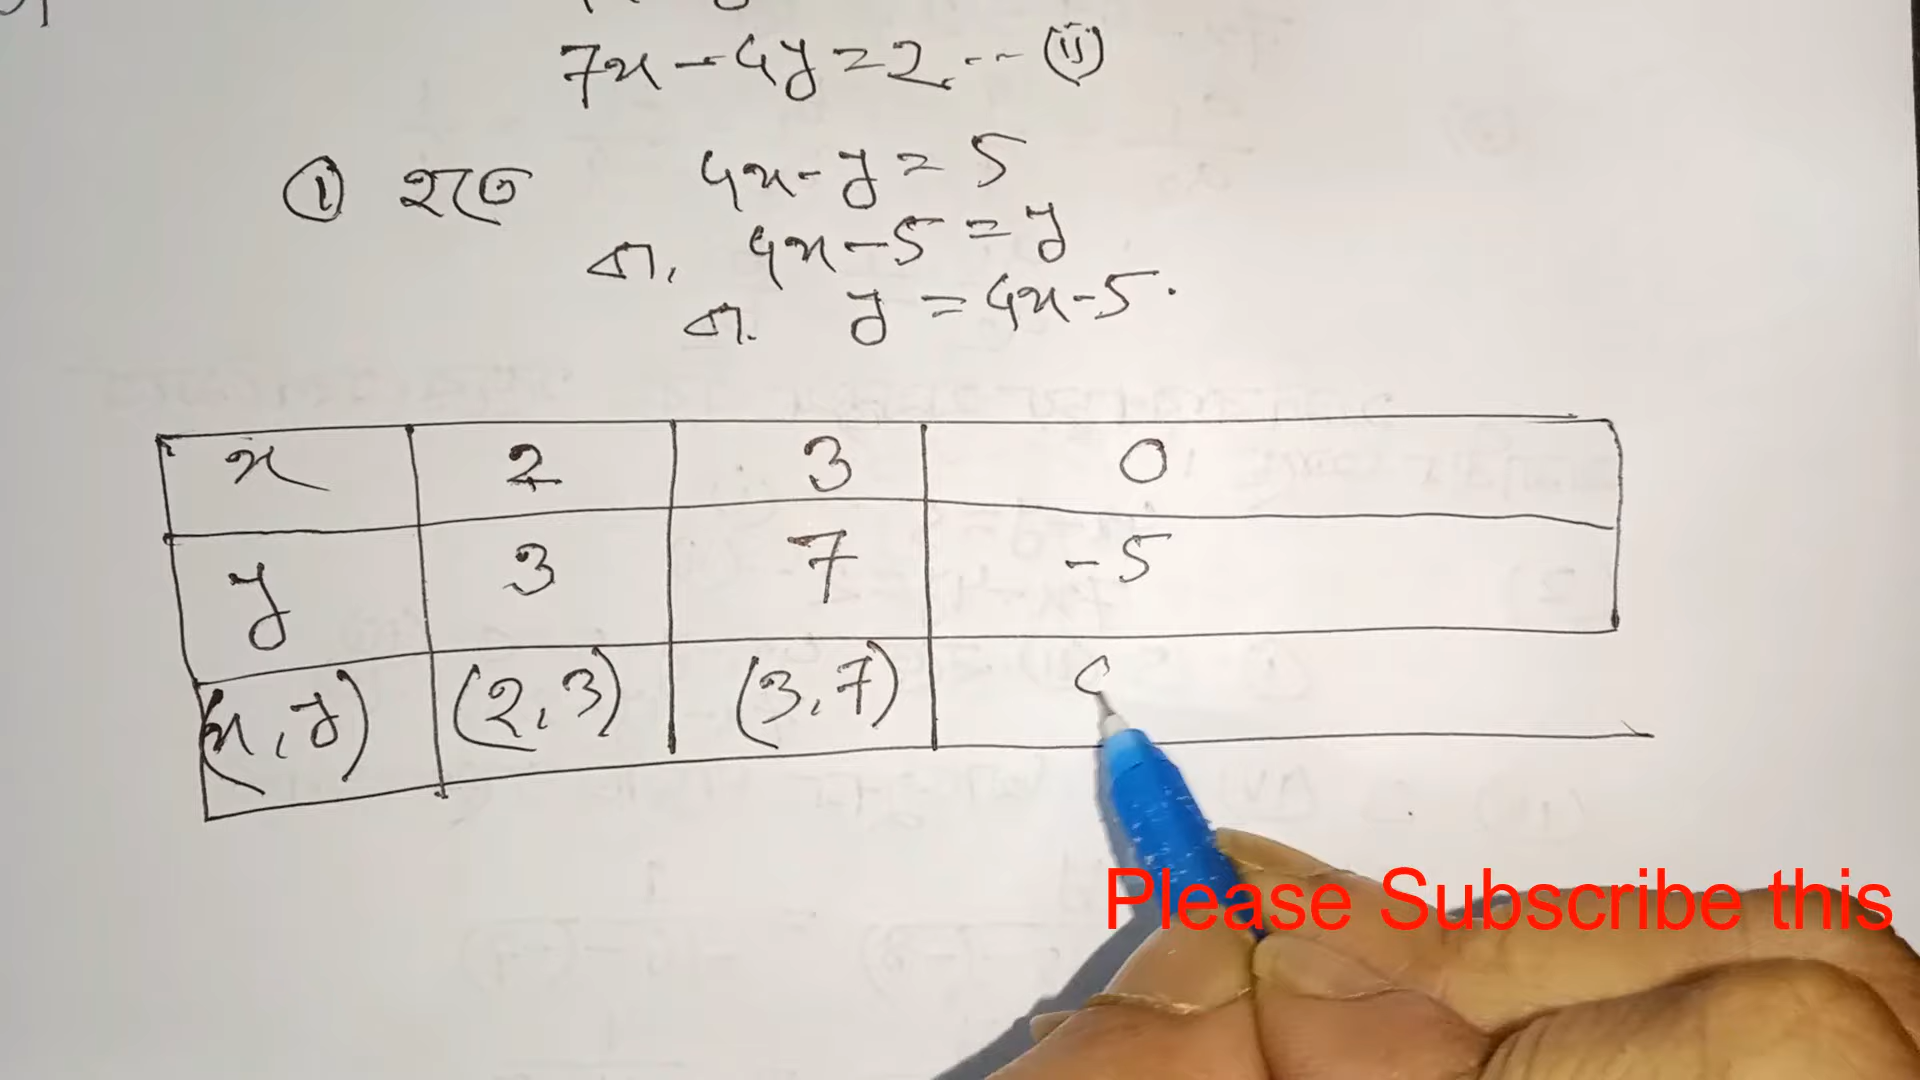 7x - 4y = 2 --- (ii)
(i) হতে 4x - y = 5
বা, 4x - 5 = y
বা, y = 4x - 5.
x 2 3 0
y 3 7 -5
(x, y) (2, 3) (3, 7)
Please Subscribe this